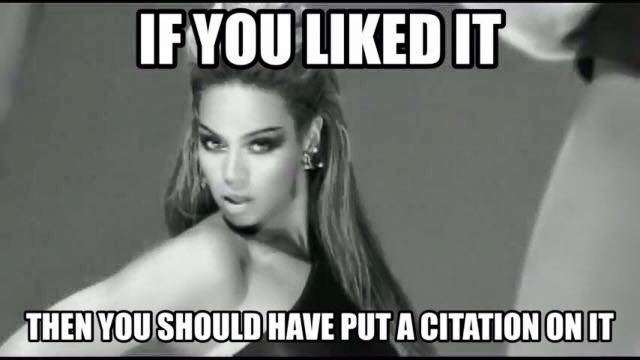 IF YOU LIKED IT
THEN YOU SHOULD HAVE PUT A CITATION ON IT